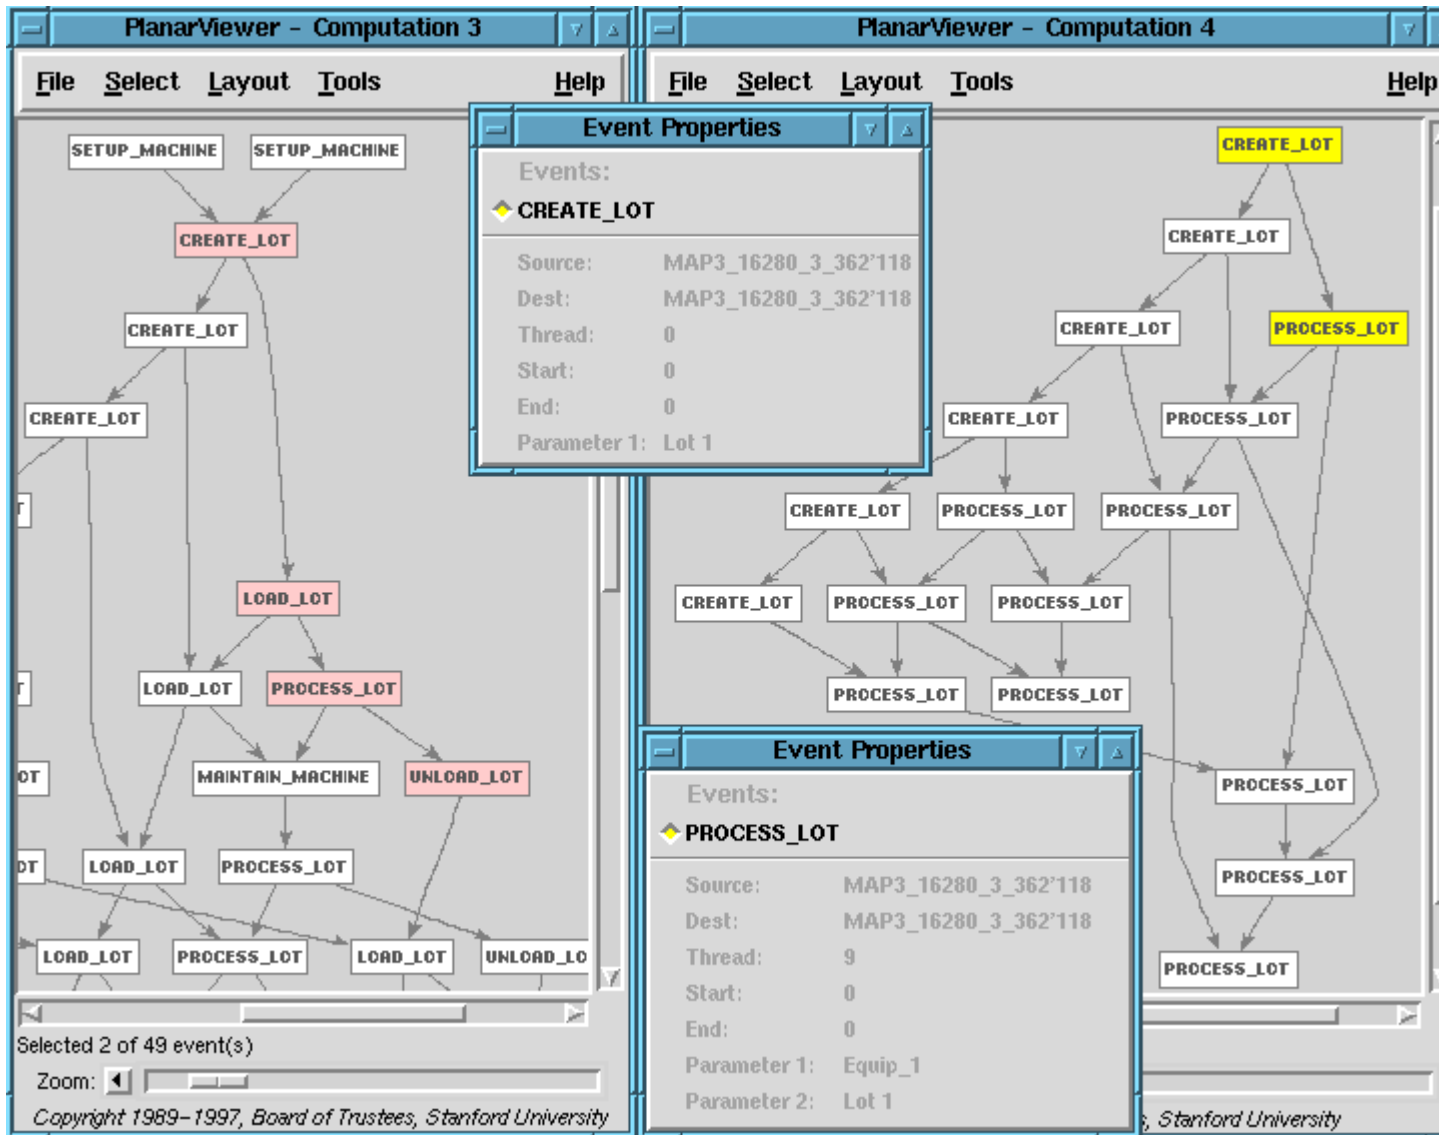 PlanarViewer – Computation 3
File Select Layout Tools Help
SETUP_MACHINE SETUP_MACHINE
CREATE_LOT
CREATE_LOT
CREATE_LOT
T
LOAD_LOT
T LOAD_LOT PROCESS_LOT
OT MAINTAIN_MACHINE UNLOAD_LOT
OT LOAD_LOT PROCESS_LOT
LOAD_LOT PROCESS_LOT LOAD_LOT UNLOAD_LO
Selected 2 of 49 event(s)
Zoom:
Copyright 1989–1997, Board of Trustees, Stanford University
Event Properties
Events:
CREATE_LOT
Source: MAP3_16280_3_362'118
Dest: MAP3_16280_3_362'118
Thread: 0
Start: 0
End: 0
Parameter 1: Lot 1
PlanarViewer – Computation 4
File Select Layout Tools Help
CREATE_LOT
CREATE_LOT
CREATE_LOT PROCESS_LOT
CREATE_LOT PROCESS_LOT
CREATE_LOT PROCESS_LOT PROCESS_LOT
CREATE_LOT PROCESS_LOT PROCESS_LOT
PROCESS_LOT PROCESS_LOT
PROCESS_LOT
PROCESS_LOT
PROCESS_LOT
s, Stanford University
Event Properties
Events:
PROCESS_LOT
Source: MAP3_16280_3_362'118
Dest: MAP3_16280_3_362'118
Thread: 9
Start: 0
End: 0
Parameter 1: Equip_1
Parameter 2: Lot 1